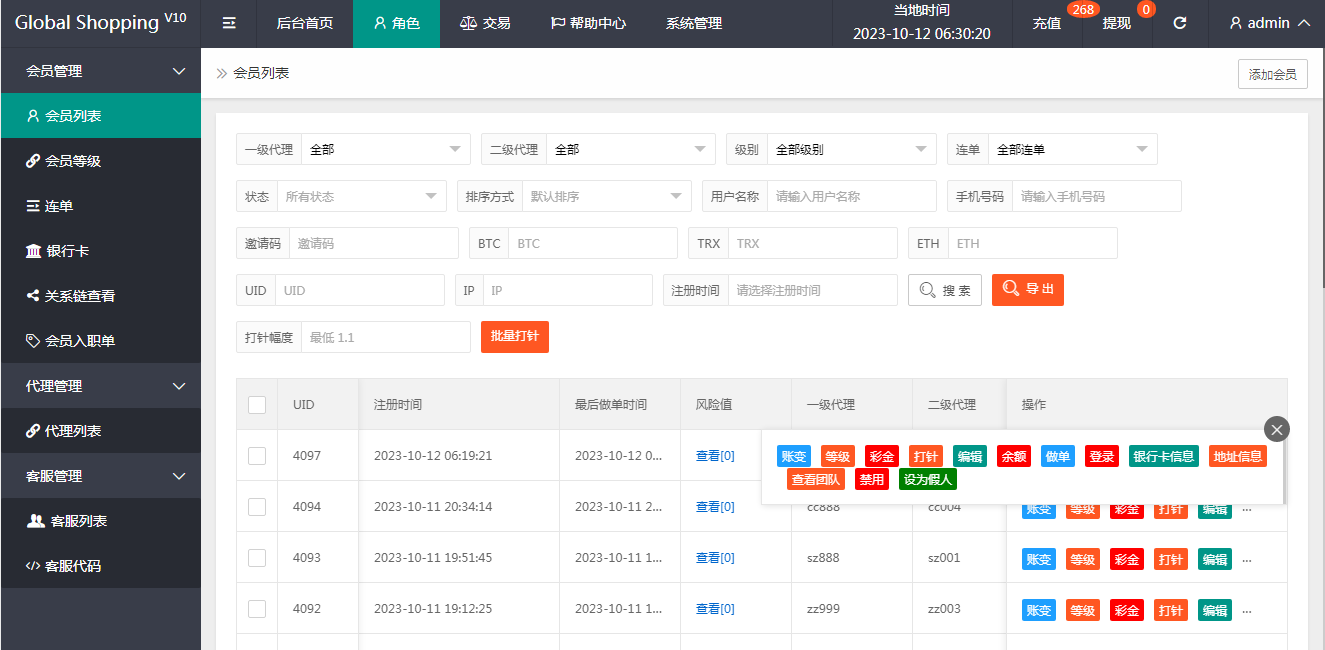 Global Shopping V10 后台首页 角色 交易 帮助中心 系统管理 当地时间 2023-10-12 06:30:20 充值 268 提现 0 admin
会员管理
会员列表
会员等级
连单
银行卡
关系链查看
会员入职单
代理管理
代理列表
客服管理
客服列表
客服代码
会员列表 添加会员
一级代理 全部 二级代理 全部 级别 全部级别 连单 全部连单
状态 所有状态 排序方式 默认排序 用户名称 请输入用户名称 手机号码 请输入手机号码
邀请码 邀请码 BTC BTC TRX TRX ETH ETH
UID UID IP IP 注册时间 请选择注册时间 搜 索 导 出
打针幅度 最低 1.1 批量打针
UID 注册时间 最后做单时间 风险值 一级代理 二级代理 操作
4097 2023-10-12 06:19:21 2023-10-12 0... 查看[0] 账变 等级 彩金 打针 编辑 余额 做单 登录 银行卡信息 地址信息
查看团队 禁用 设为假人
4094 2023-10-11 20:34:14 2023-10-11 2... 查看[0] cc888 cc004 账变 等级 彩金 打针 编辑 ...
4093 2023-10-11 19:51:45 2023-10-11 1... 查看[0] sz888 sz001 账变 等级 彩金 打针 编辑 ...
4092 2023-10-11 19:12:25 2023-10-11 1... 查看[0] zz999 zz003 账变 等级 彩金 打针 编辑 ...